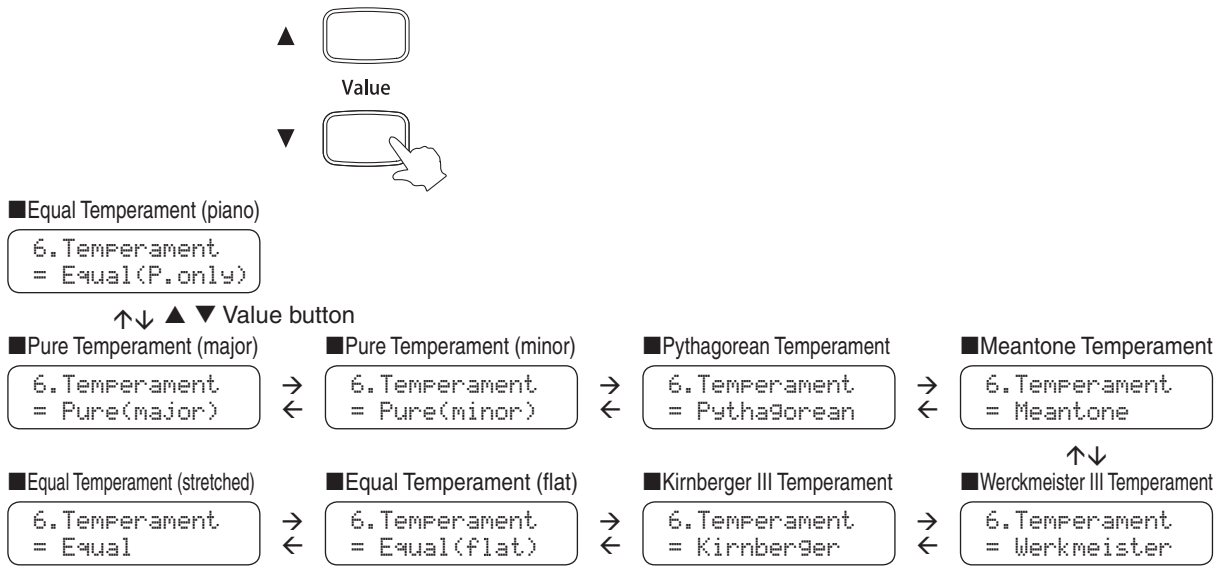 ▲
Value
▼
■Equal Temperament (piano)
6.Temperament
= Equal(P.only)
↑↓ ▲ ▼ Value button
■Pure Temperament (major) ■Pure Temperament (minor) ■Pythagorean Temperament ■Meantone Temperament
6.Temperament → 6.Temperament → 6.Temperament → 6.Temperament
= Pure(major) ← = Pure(minor) ← = Pythagorean ← = Meantone
↑↓
■Equal Temperament (stretched) ■Equal Temperament (flat) ■Kirnberger III Temperament ■Werckmeister III Temperament
6.Temperament → 6.Temperament → 6.Temperament → 6.Temperament
= Equal ← = Equal(flat) ← = Kirnberger ← = Werkmeister